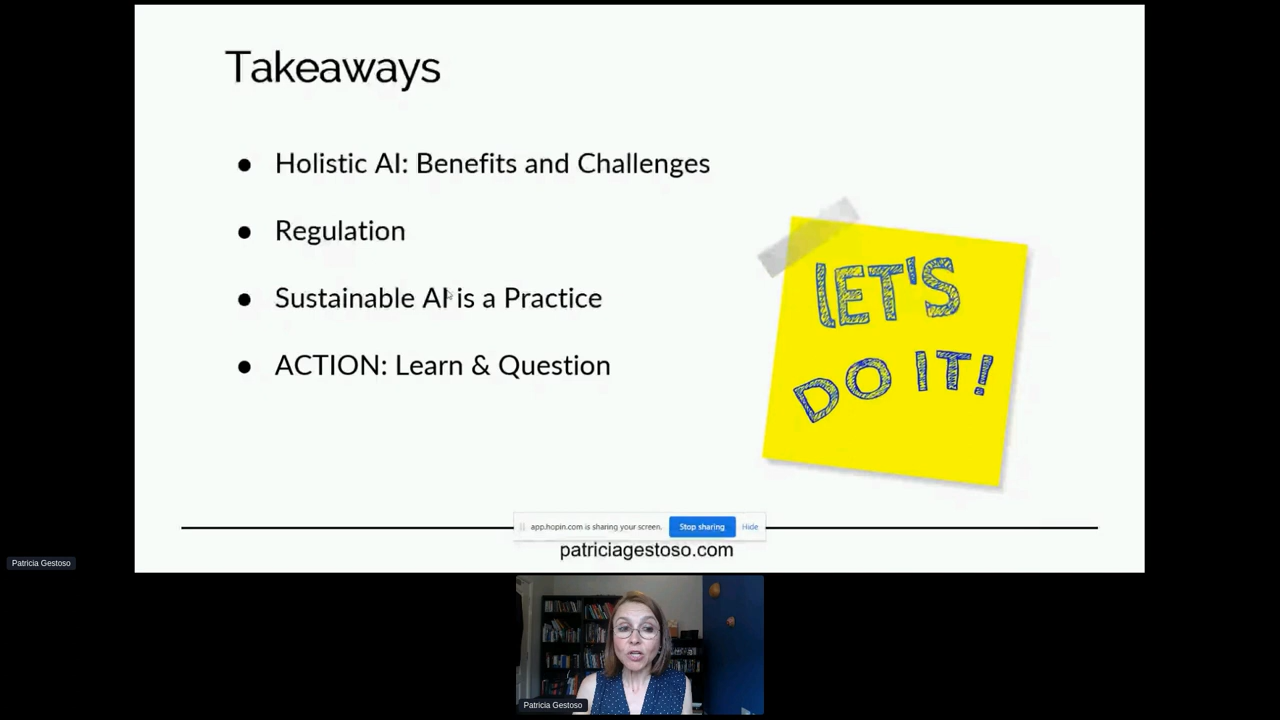 Takeaways
● Holistic AI: Benefits and Challenges
● Regulation
● Sustainable AI is a Practice
● ACTION: Learn & Question
LET'S
DO IT!
app.hopin.com is sharing your screen. Stop sharing Hide
patriciagestoso.com
Patricia Gestoso
Patricia Gestoso